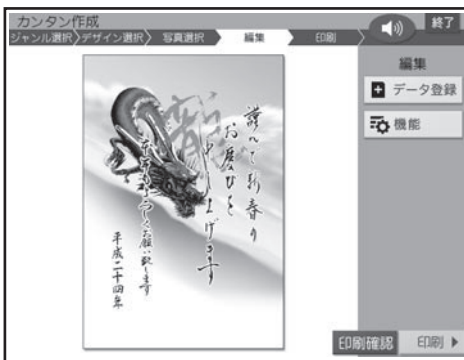 カンタン作成
終了
ジャンル選択
デザイン選択
写真選択
編集
印刷
編集
データ登録
機能
龍
謹んで新春の
お慶びを
申し上げます
本年もよろしくお願い致します
平成二十四年
印刷確認
印刷